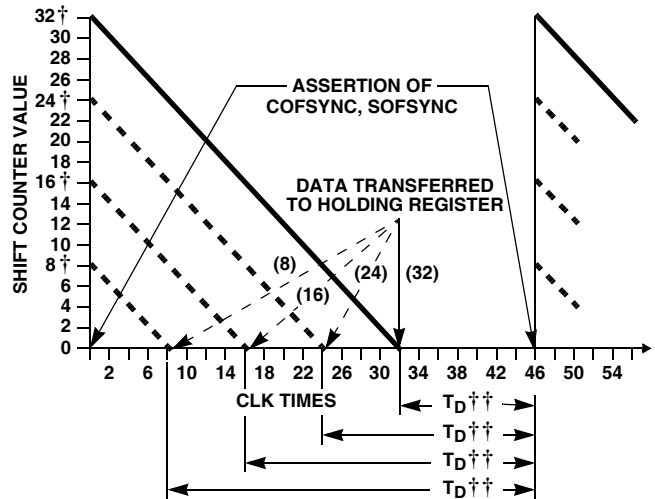 SHIFT COUNTER VALUE
32†
30
28
26
24†
22
20
18
16†
14
12
10
8†
6
4
2
0
ASSERTION OF
COFSYNC, SOFSYNC
DATA TRANSFERRED
TO HOLDING REGISTER
(8)
(16)
(24)
(32)
2 6 10 14 18 22 26 30 34 38 42 46 50 54
CLK TIMES
TD††
TD††
TD††
TD††